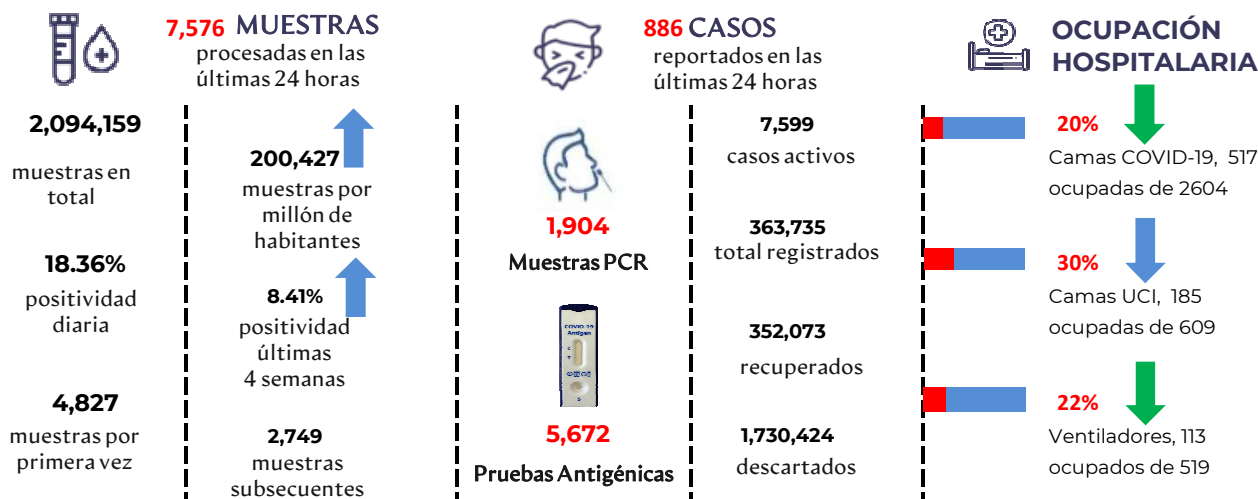 7,576 MUESTRAS
procesadas en las
últimas 24 horas
2,094,159
muestras en
total
18.36%
positividad
diaria
4,827
muestras por
primera vez
200,427
muestras por
millón de
habitantes
8.41%
positividad
últimas
4 semanas
2,749
muestras
subsecuentes
886 CASOS
reportados en las
últimas 24 horas
1,904
Muestras PCR
COVID-19
Antigen
C
T
S
5,672
Pruebas Antigénicas
7,599
casos activos
363,735
total registrados
352,073
recuperados
1,730,424
descartados
OCUPACIÓN
HOSPITALARIA
20%
Camas COVID-19, 517
ocupadas de 2604
30%
Camas UCI, 185
ocupadas de 609
22%
Ventiladores, 113
ocupados de 519